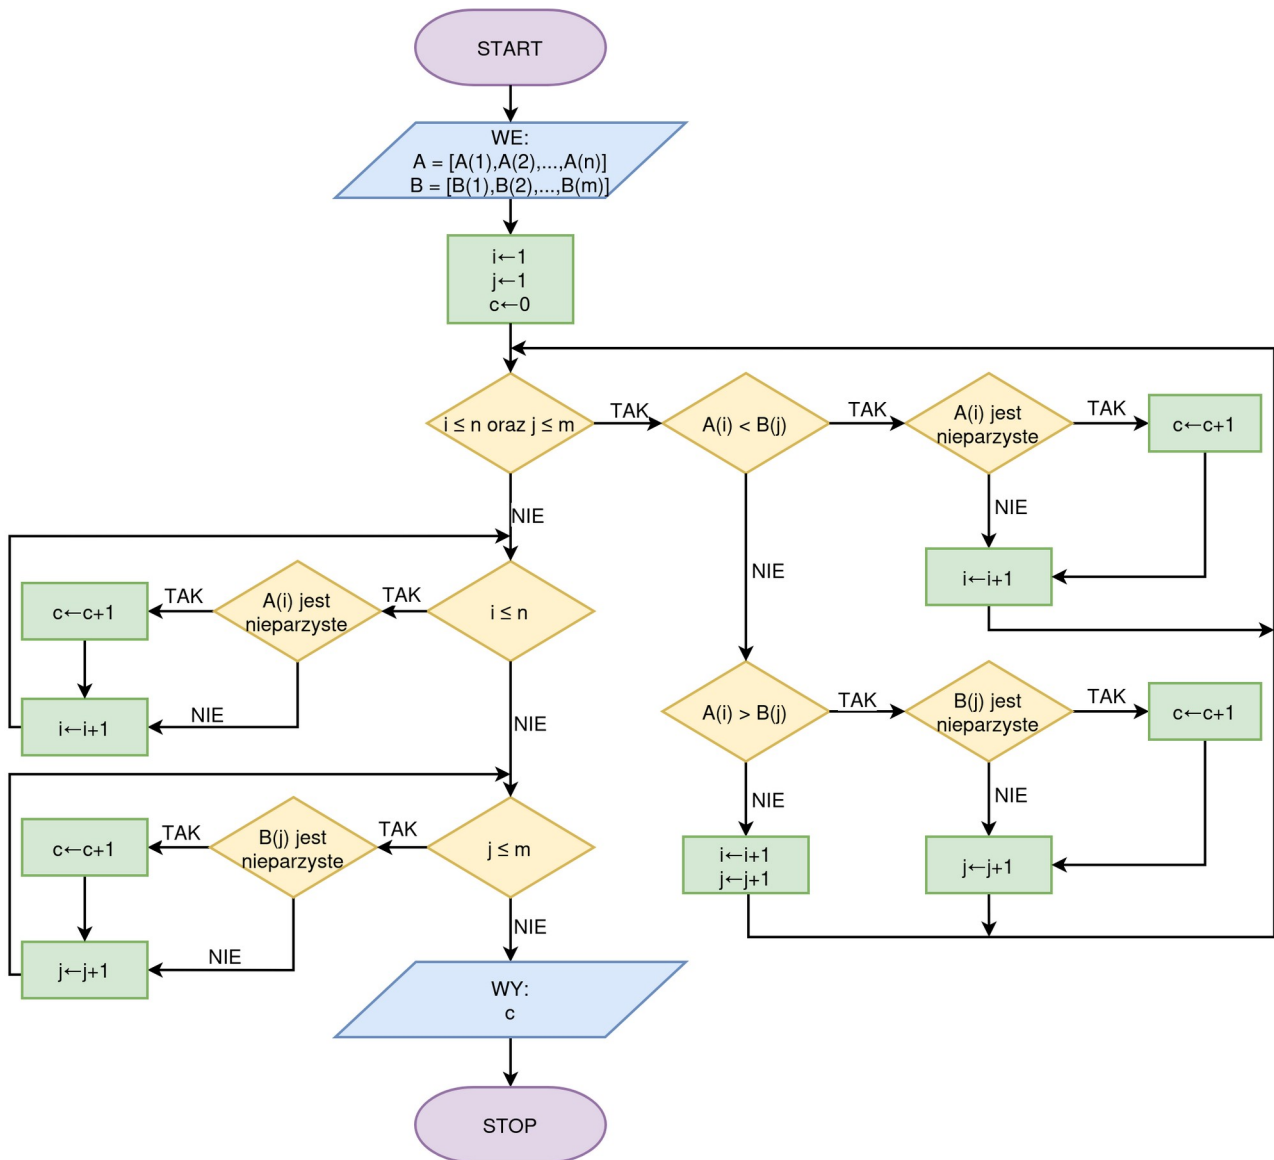 START
WE:
A = [A(1),A(2),...,A(n)]
B = [B(1),B(2),...,B(m)]
i←1
j←1
c←0
i ≤ n oraz j ≤ m
TAK
A(i) < B(j)
TAK
A(i) jest
nieparzyste
TAK
c←c+1
NIE
NIE
NIE
i←i+1
i ≤ n
TAK
A(i) jest
nieparzyste
TAK
c←c+1
NIE
i←i+1
NIE
A(i) > B(j)
TAK
B(j) jest
nieparzyste
TAK
c←c+1
NIE
NIE
i←i+1
j←j+1
j←j+1
j ≤ m
TAK
B(j) jest
nieparzyste
TAK
c←c+1
NIE
j←j+1
NIE
WY:
c
STOP